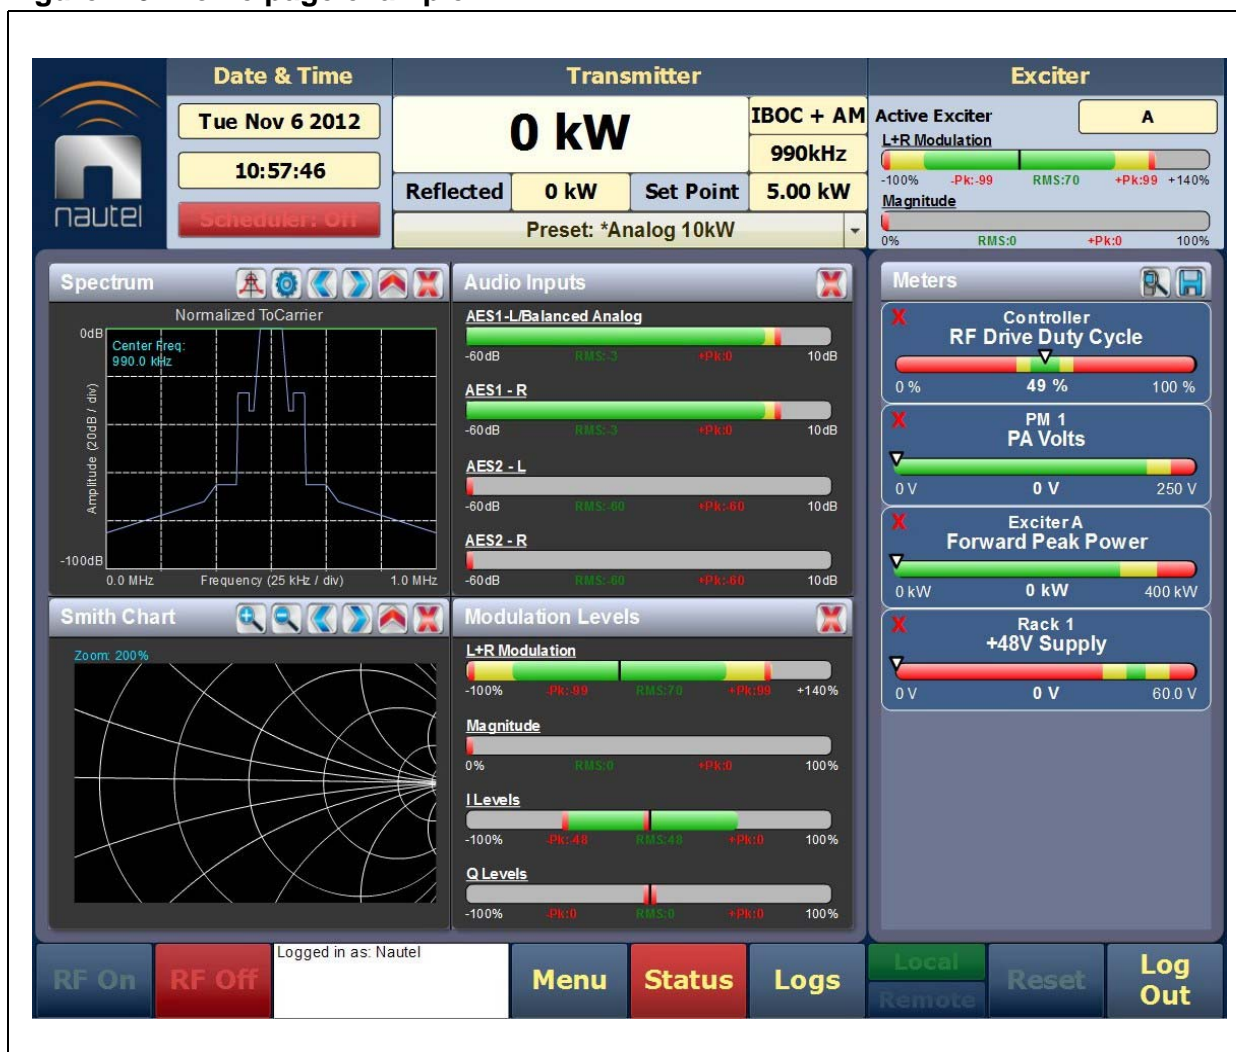 Date & Time
Transmitter
Exciter
Tue Nov 6 2012
10:57:46
Scheduler: Off
nautel
0 kW
IBOC + AM
990kHz
Reflected
0 kW
Set Point
5.00 kW
Preset: *Analog 10kW
Active Exciter
A
L+R Modulation
-100% -Pk:-99 RMS:70 +Pk:99 +140%
Magnitude
0% RMS:0 +Pk:0 100%
Spectrum
Normalized ToCarrier
0dB
Center Freq:
990.0 kHz
Amplitude (20dB / div)
-100dB
0.0 MHz Frequency (25 kHz / div) 1.0 MHz
Audio Inputs
AES1-L/Balanced Analog
-60dB RMS:-3 +Pk:0 10dB
AES1 - R
-60dB RMS:-3 +Pk:0 10dB
AES2 - L
-60dB RMS:-60 +Pk:-60 10dB
AES2 - R
-60dB RMS:-60 +Pk:-60 10dB
Smith Chart
Zoom: 200%
Modulation Levels
L+R Modulation
-100% -Pk:-99 RMS:70 +Pk:99 +140%
Magnitude
0% RMS:0 +Pk:0 100%
I Levels
-100% -Pk:-48 RMS:48 +Pk:0 100%
Q Levels
-100% -Pk:0 RMS:0 +Pk:0 100%
Meters
X Controller
RF Drive Duty Cycle
0 % 49 % 100 %
X PM 1
PA Volts
0 V 0 V 250 V
X Exciter A
Forward Peak Power
0 kW 0 kW 400 kW
X Rack 1
+48V Supply
0 V 0 V 60.0 V
RF On
RF Off
Logged in as: Nautel
Menu
Status
Logs
Local
Remote
Reset
Log
Out